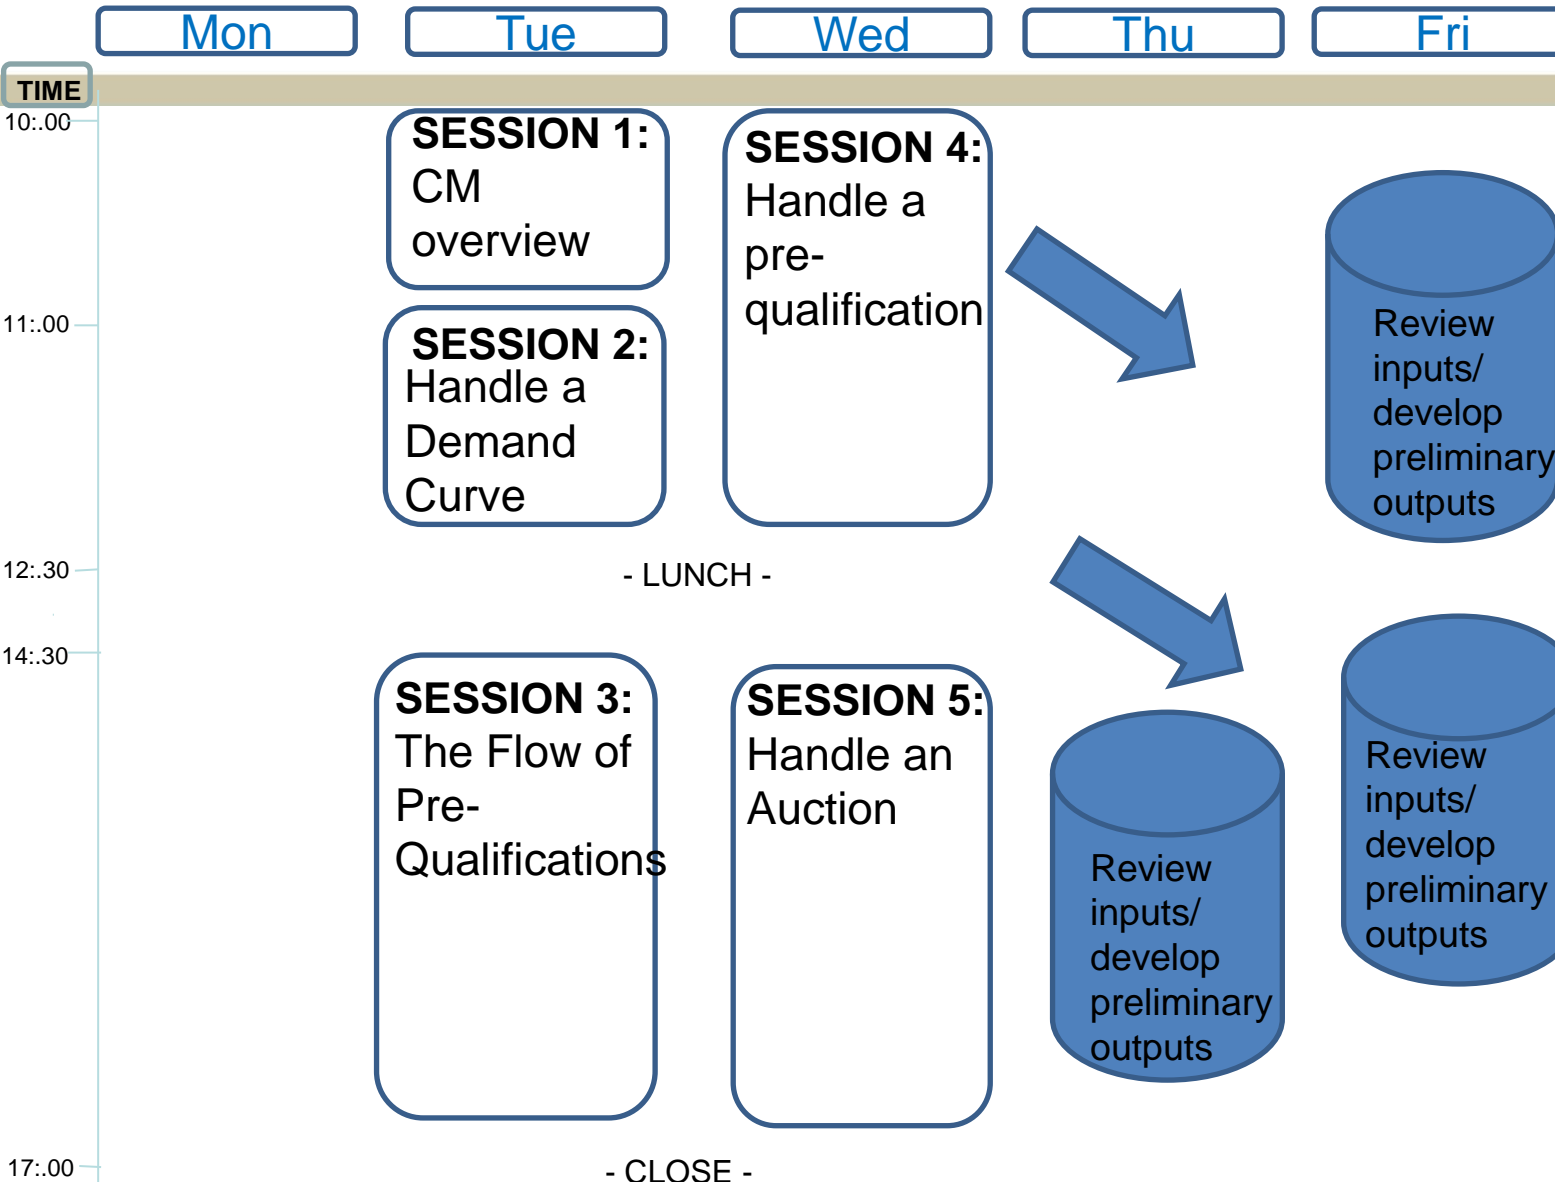 Mon
Tue
Wed
Thu
Fri
TIME
10:.00
11:.00
12:.30
14:.30
17:.00
SESSION 1:
CM
overview
SESSION 2:
Handle a
Demand
Curve
SESSION 4:
Handle a
pre-
qualification
Review
inputs/
develop
preliminary
outputs
- LUNCH -
SESSION 3:
The Flow of
Pre-
Qualifications
SESSION 5:
Handle an
Auction
Review
inputs/
develop
preliminary
outputs
Review
inputs/
develop
preliminary
outputs
- CLOSE -